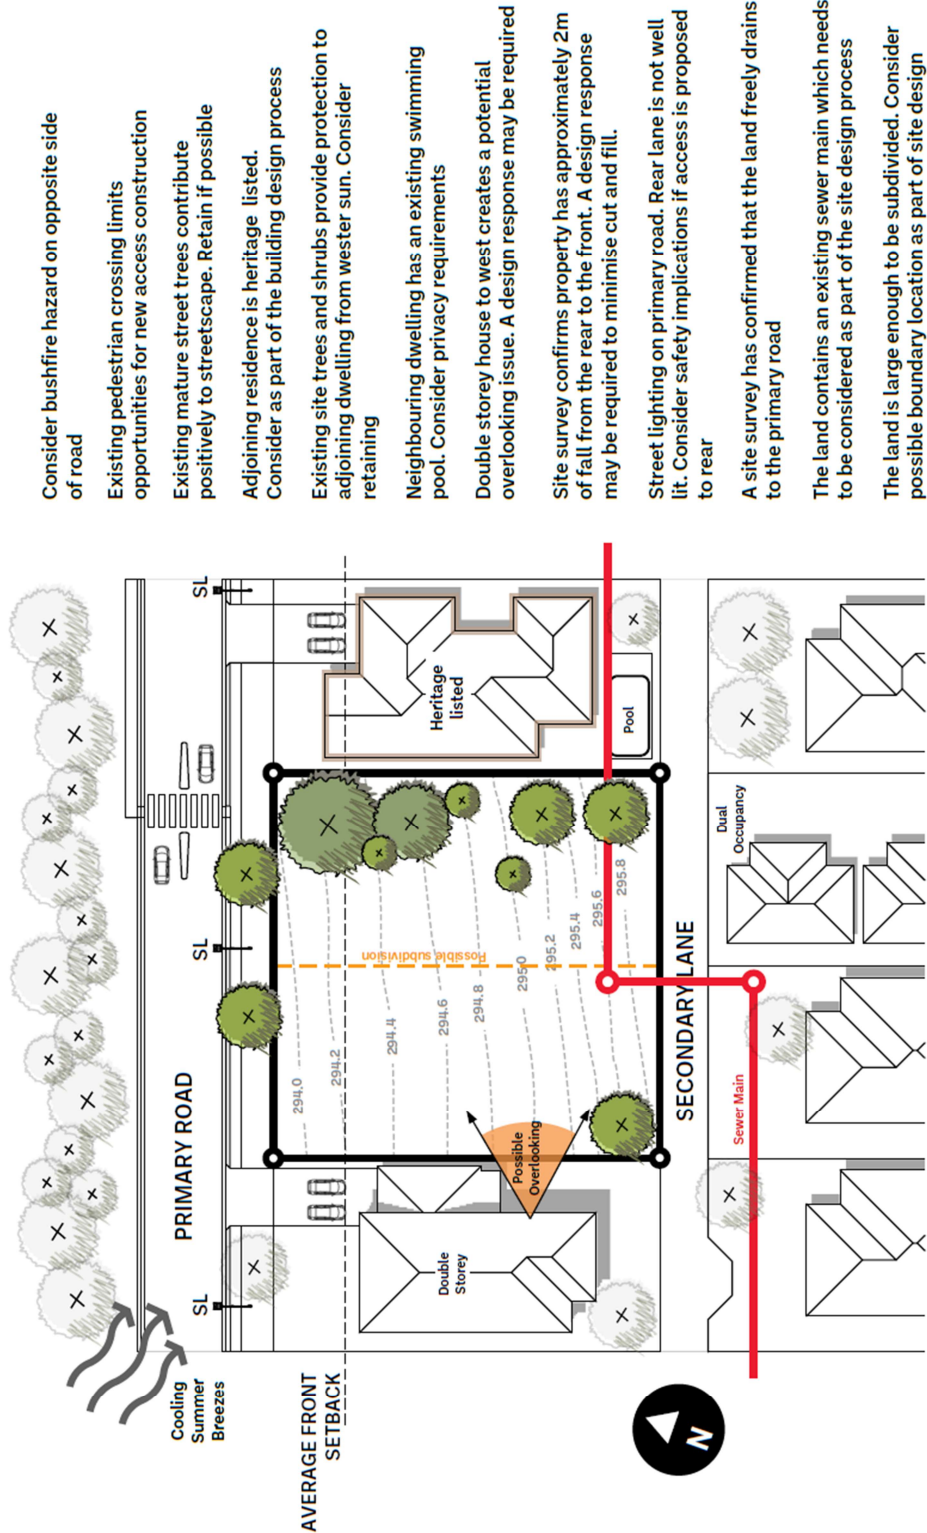 Consider bushfire hazard on opposite side
of road
Existing pedestrian crossing limits
opportunities for new access construction
Existing mature street trees contribute
positively to streetscape. Retain if possible
Adjoining residence is heritage listed.
Consider as part of the building design process
Existing site trees and shrubs provide protection to
adjoining dwelling from wester sun. Consider
retaining
Neighbouring dwelling has an existing swimming
pool. Consider privacy requirements
Double storey house to west creates a potential
overlooking issue. A design response may be required
Site survey confirms property has approximately 2m
of fall from the rear to the front. A design response
may be required to minimise cut and fill.
Street lighting on primary road. Rear lane is not well
lit. Consider safety implications if access is proposed
to rear
A site survey has confirmed that the land freely drains
to the primary road
The land contains an existing sewer main which needs
to be considered as part of the site design process
The land is large enough to be subdivided. Consider
possible boundary location as part of site design
Cooling
Summer
Breezes
PRIMARY ROAD
SL
SL
SL
AVERAGE FRONT
SETBACK
Heritage
listed
Pool
Double
Storey
Possible
Overlooking
Possible subdivision
294.0
294.2
294.4
294.6
294.8
2950
295.2
295.4
295.6
295.8
SECONDARY LANE
Sewer Main
Dual
Occupancy
N